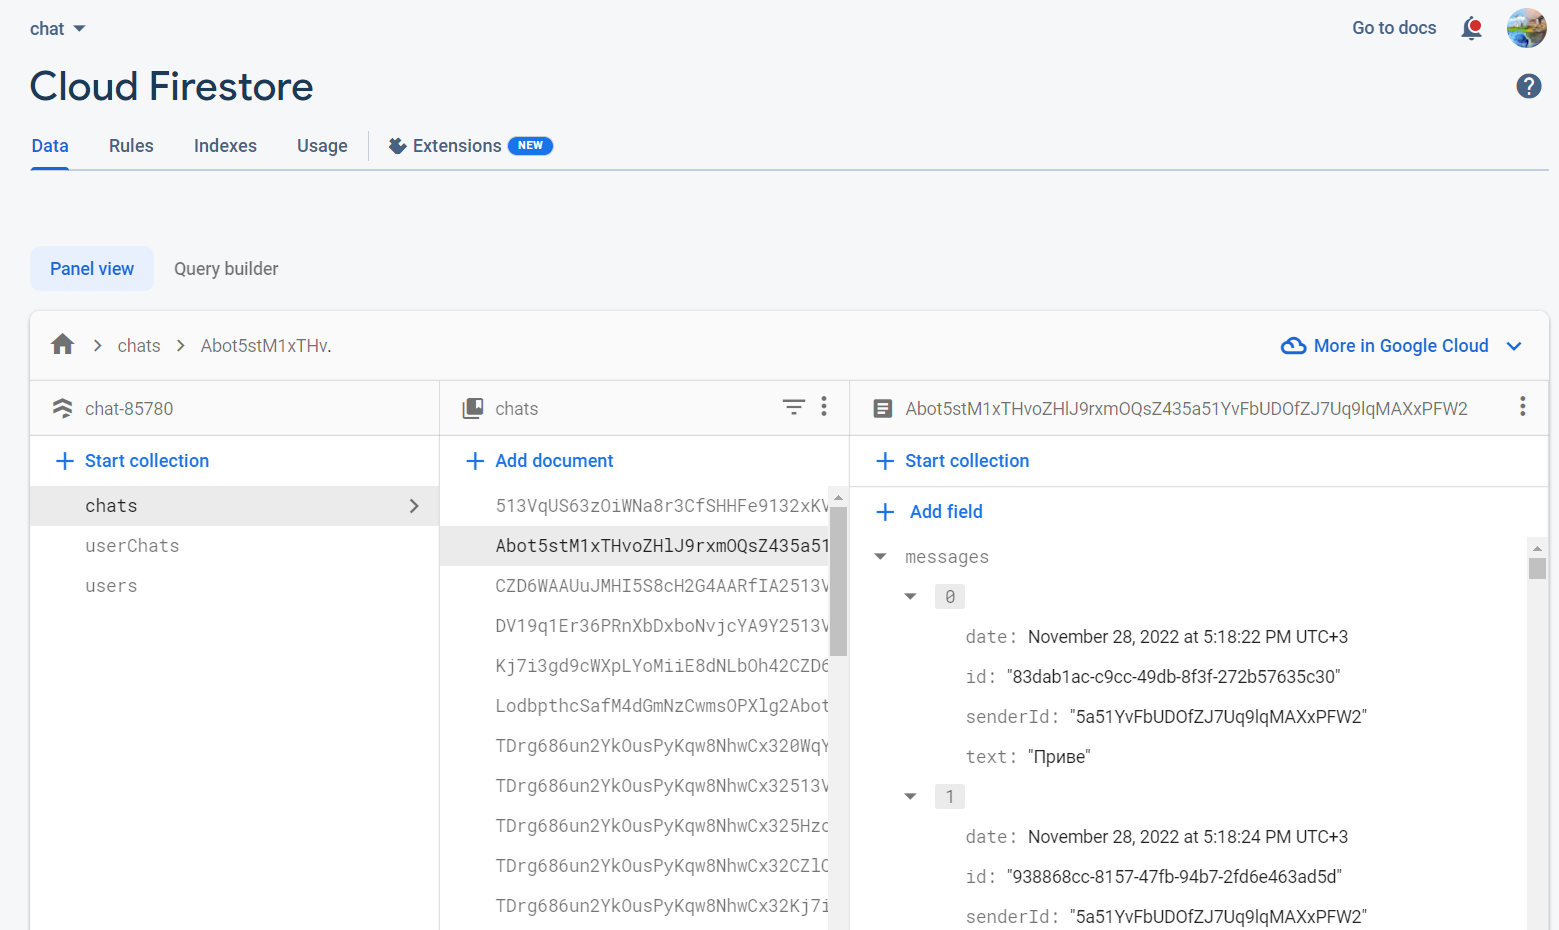 chat
Go to docs
Cloud Firestore
Data
Rules
Indexes
Usage
Extensions
NEW
Panel view
Query builder
chats
Abot5stM1xTHv.
More in Google Cloud
chat-85780
chats
Abot5stM1xTHvoZHlJ9rxmOQsZ435a51YvFbUDOfZJ7Uq9lqMAXxPFW2
Start collection
Add document
Start collection
chats
userChats
users
513VqUS63zOiWNa8r3CfSHHFe9132xKV
Abot5stM1xTHvoZHlJ9rxmOQsZ435a51
CZD6WAAUuJMHI5S8cH2G4AARfIA2513V
DV19q1Er36PRnXbDxboNvjcYA9Y2513V
Kj7i3gd9cWXpLYoMiiE8dNLbOh42CZD6
LodbpthcSafM4dGmNzCwmsOPXlg2Abot
TDrg686un2YkOusPyKqw8NhwCx320WqY
TDrg686un2YkOusPyKqw8NhwCx32513V
TDrg686un2YkOusPyKqw8NhwCx325Hzc
TDrg686un2YkOusPyKqw8NhwCx32CZlC
TDrg686un2YkOusPyKqw8NhwCx32Kj7i
Add field
messages
0
date: November 28, 2022 at 5:18:22 PM UTC+3
id: "83dab1ac-c9cc-49db-8f3f-272b57635c30"
senderId: "5a51YvFbUDOfZJ7Uq9lqMAXxPFW2"
text: "Приве"
1
date: November 28, 2022 at 5:18:24 PM UTC+3
id: "938868cc-8157-47fb-94b7-2fd6e463ad5d"
senderId: "5a51YvFbUDOfZJ7Uq9lqMAXxPFW2"